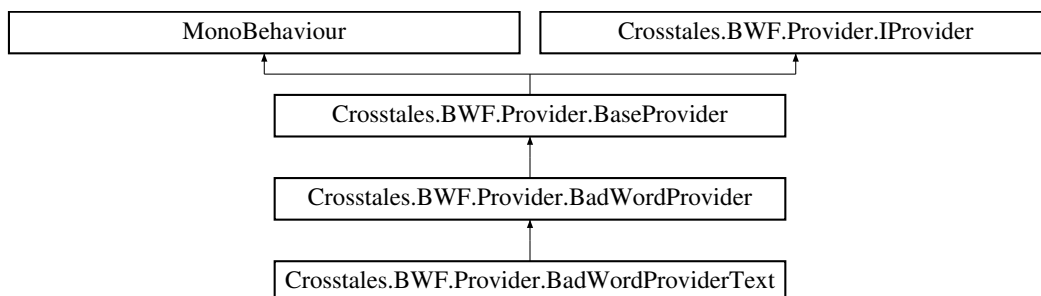 MonoBehaviour
Crosstales.BWF.Provider.IProvider
Crosstales.BWF.Provider.BaseProvider
Crosstales.BWF.Provider.BadWordProvider
Crosstales.BWF.Provider.BadWordProviderText